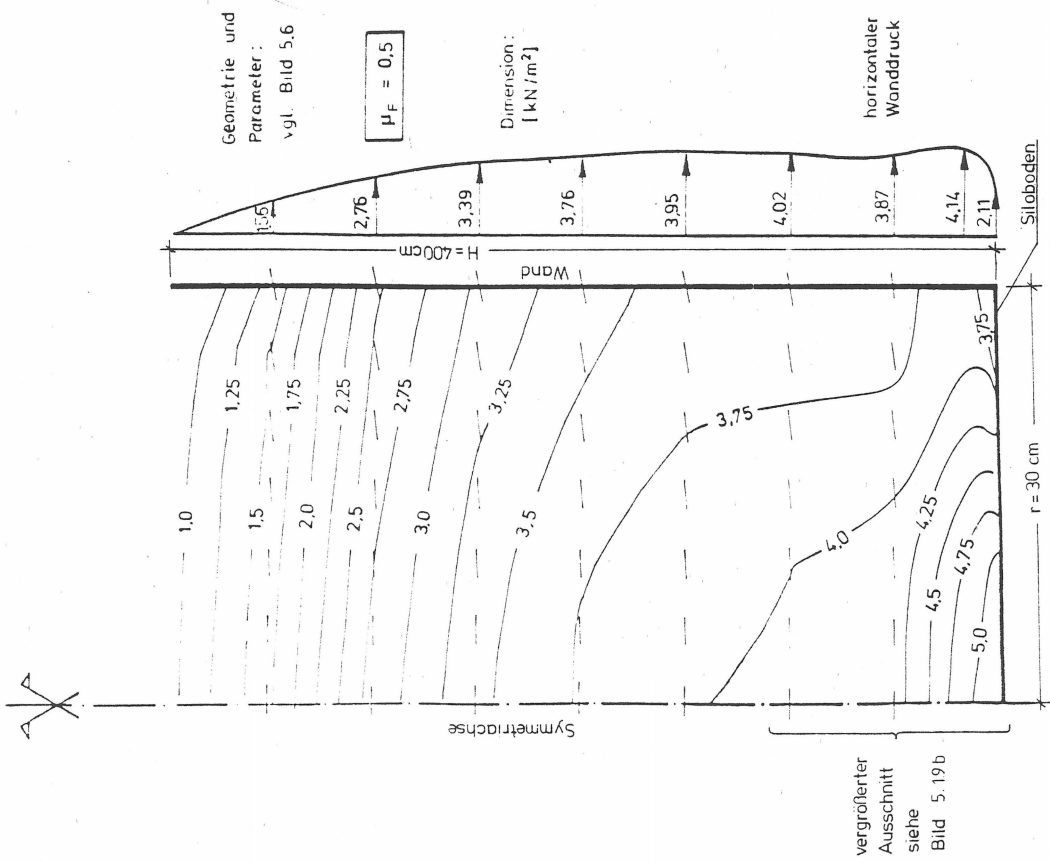 Geometrie und
Parameter :
vgl. Bild 5.6
μF = 0,5
Dimension :
[kN/m²]
horizontaler
Wanddruck
2,76
3,39
3,76
3,95
4,02
3,87
4,14
2,11
Siloboden
H = 400cm
Wand
1,0
1,25
1,5
1,75
2,0
2,25
2,5
2,75
3,0
3,25
3,5
3,75
4,0
3,75
4,25
4,5
4,75
5,0
r = 30 cm
Symmetrieachse
vergrößerter
Ausschnitt
siehe
Bild 5.19b